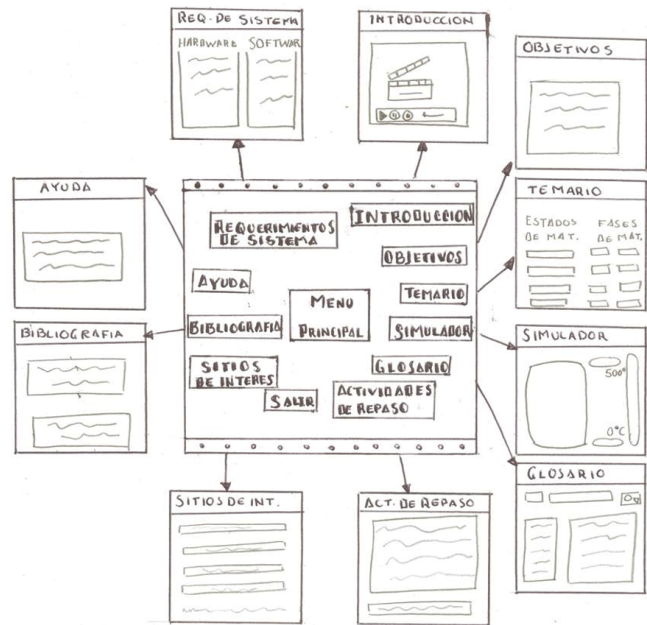 REQ. DE SISTEMA
HARDWARE SOFTWAR
INTRODUCCION
OBJETIVOS
AYUDA
TEMARIO
ESTADOS FASES
DE MAT. DE MAT.
BIBLIOGRAFIA
SIMULADOR
500°
0°C
GLOSARIO
SITIOS DE INT.
ACT. DE REPASO
REQUERIMIENTOS
DE SISTEMA
INTRODUCCION
OBJETIVOS
AYUDA
TEMARIO
MENU
PRINCIPAL
BIBLIOGRAFIA
SIMULADOR
SITIOS
DE INTERES
GLOSARIO
SALIR
ACTIVIDADES
DE REPASO